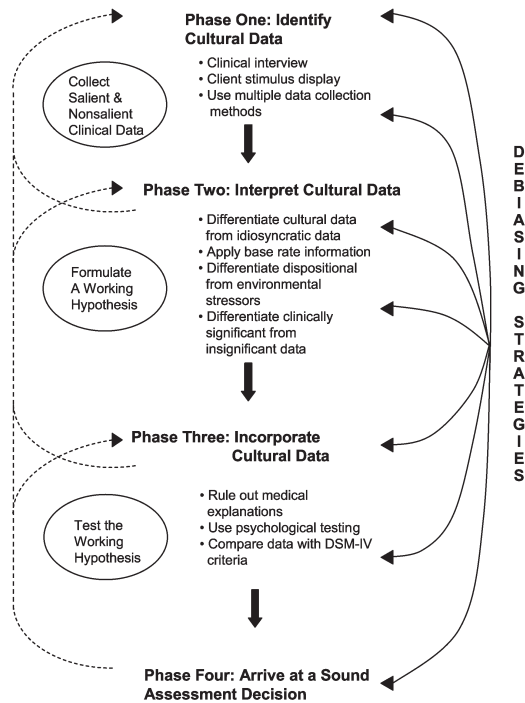 Phase One: Identify
Cultural Data
• Clinical interview
• Client stimulus display
• Use multiple data collection
methods
Collect
Salient &
Nonsalient
Clinical Data
Phase Two: Interpret Cultural Data
• Differentiate cultural data
from idiosyncratic data
• Apply base rate information
• Differentiate dispositional
from environmental
stressors
• Differentiate clinically
significant from
insignificant data
Formulate
A Working
Hypothesis
Phase Three: Incorporate
Cultural Data
• Rule out medical
explanations
• Use psychological testing
• Compare data with DSM-IV
criteria
Test the
Working
Hypothesis
Phase Four: Arrive at a Sound
Assessment Decision
DEBIASING STRATEGIES